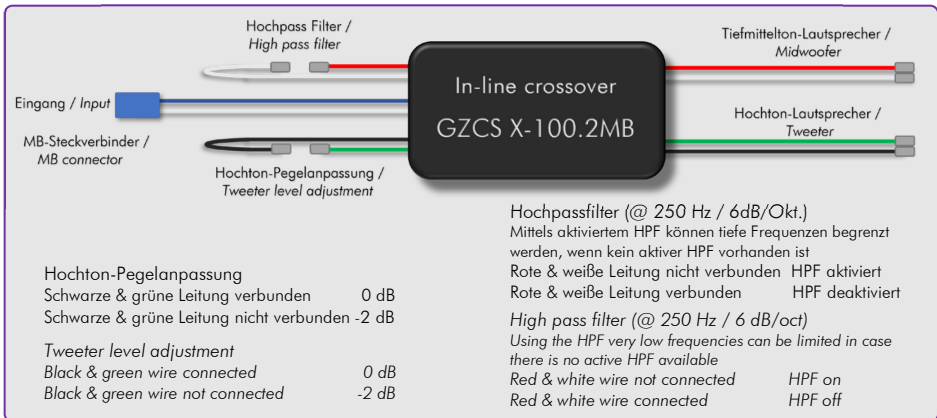 Hochpass Filter /
High pass filter
Eingang / Input
MB-Steckverbinder /
MB connector
Hochton-Pegelanpassung /
Tweeter level adjustment
In-line crossover
GZCS X-100.2MB
Tiefmittelton-Lautsprecher /
Midwoofer
Hochton-Lautsprecher /
Tweeter
Hochton-Pegelanpassung
Schwarze & grüne Leitung verbunden 0 dB
Schwarze & grüne Leitung nicht verbunden -2 dB
Tweeter level adjustment
Black & green wire connected 0 dB
Black & green wire not connected -2 dB
Hochpassfilter (@ 250 Hz / 6dB/Okt.)
Mittels aktiviertem HPF können tiefe Frequenzen begrenzt
werden, wenn kein aktiver HPF vorhanden ist
Rote & weiße Leitung nicht verbunden HPF aktiviert
Rote & weiße Leitung verbunden HPF deaktiviert
High pass filter (@ 250 Hz / 6 dB/oct)
Using the HPF very low frequencies can be limited in case
there is no active HPF available
Red & white wire not connected HPF on
Red & white wire connected HPF off